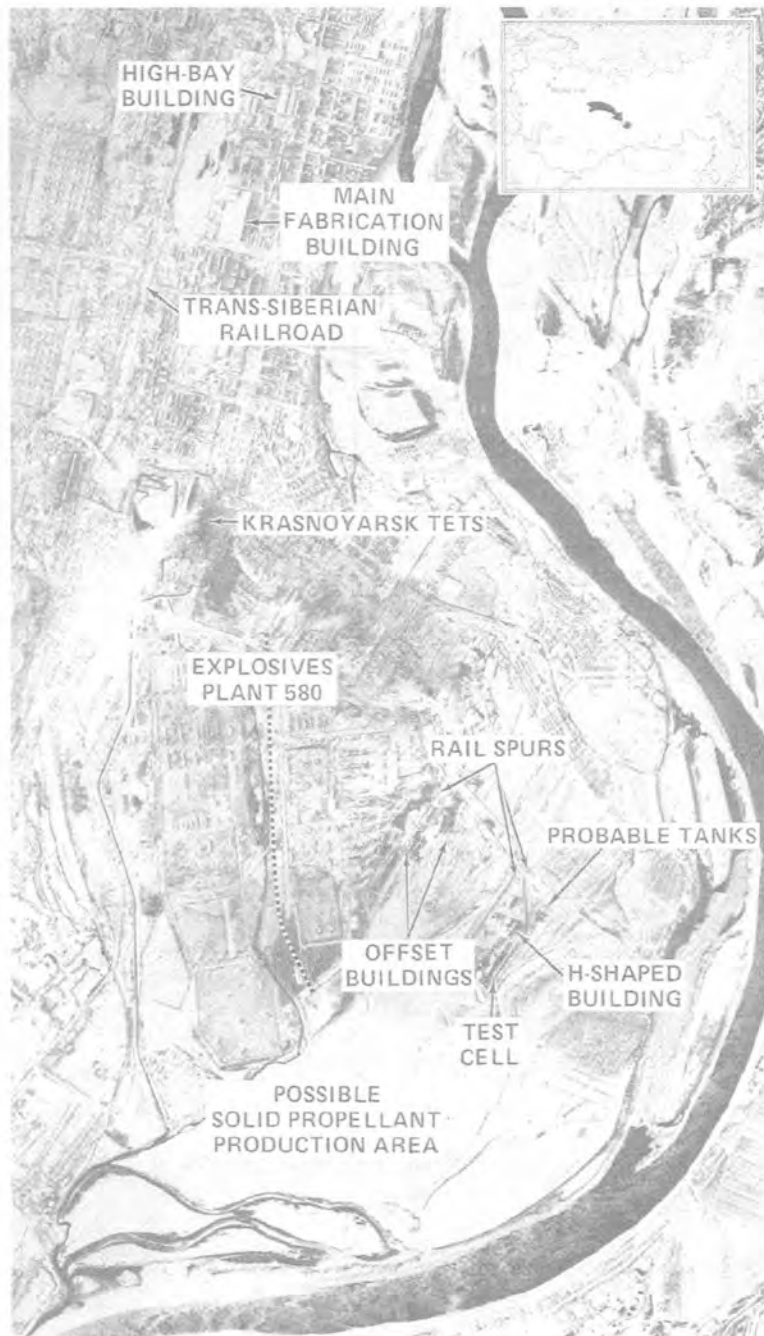 HIGH-BAY
BUILDING
MAIN
FABRICATION
BUILDING
TRANS-SIBERIAN
RAILROAD
KRASNOYARSK TETS
EXPLOSIVES
PLANT 580
RAIL SPURS
PROBABLE TANKS
OFFSET
BUILDINGS
H-SHAPED
BUILDING
TEST
CELL
POSSIBLE
SOLID PROPELLANT
PRODUCTION AREA